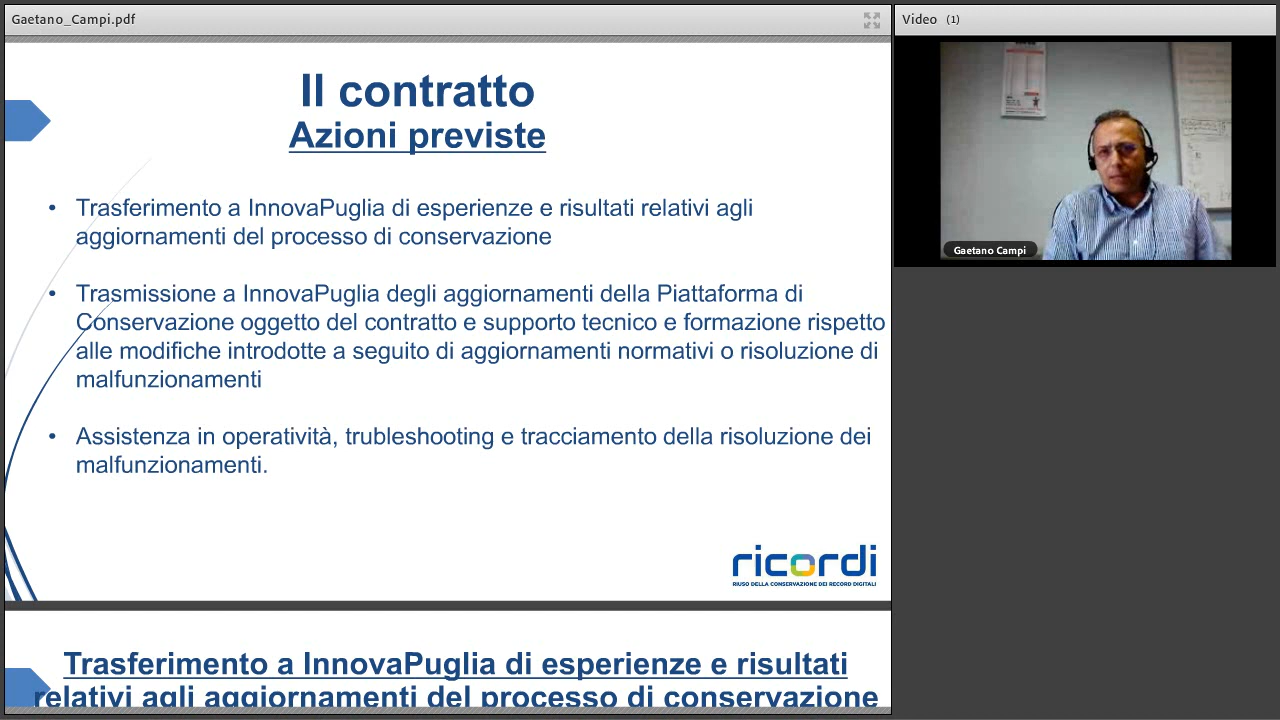 Gaetano_Campi.pdf
Video (1)
Il contratto
Azioni previste
• Trasferimento a InnovaPuglia di esperienze e risultati relativi agli
aggiornamenti del processo di conservazione
• Trasmissione a InnovaPuglia degli aggiornamenti della Piattaforma di
Conservazione oggetto del contratto e supporto tecnico e formazione rispetto
alle modifiche introdotte a seguito di aggiornamenti normativi o risoluzione di
malfunzionamenti
• Assistenza in operatività, trubleshooting e tracciamento della risoluzione dei
malfunzionamenti.
ricordi
RIUSO DELLA CONSERVAZIONE DEI RECORD DIGITALI
Trasferimento a InnovaPuglia di esperienze e risultati
relativi agli aggiornamenti del processo di conservazione
Gaetano Campi